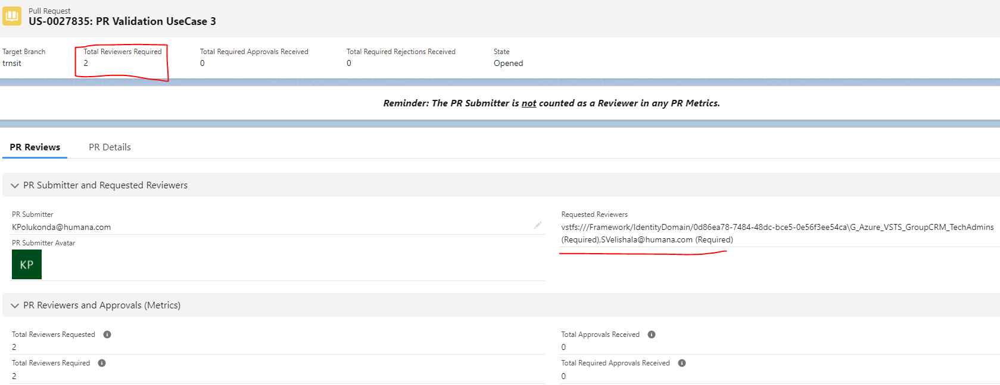 Pull Request
US-0027835: PR Validation UseCase 3
Target Branch
Total Reviewers Required
Total Required Approvals Received
Total Required Rejections Received
State
trnsit
2
0
0
Opened
Reminder: The PR Submitter is not counted as a Reviewer in any PR Metrics.
PR Reviews
PR Details
PR Submitter and Requested Reviewers
PR Submitter
KPolukonda@humana.com
PR Submitter Avatar
KP
Requested Reviewers
vstfs:///Framework/IdentityDomain/0d86ea78-7484-48dc-bce5-0e56f3ee54ca\G_Azure_VSTS_GroupCRM_TechAdmins
(Required),SVelishala@humana.com (Required)
PR Reviewers and Approvals (Metrics)
Total Reviewers Requested
2
Total Approvals Received
0
Total Reviewers Required
2
Total Required Approvals Received
0